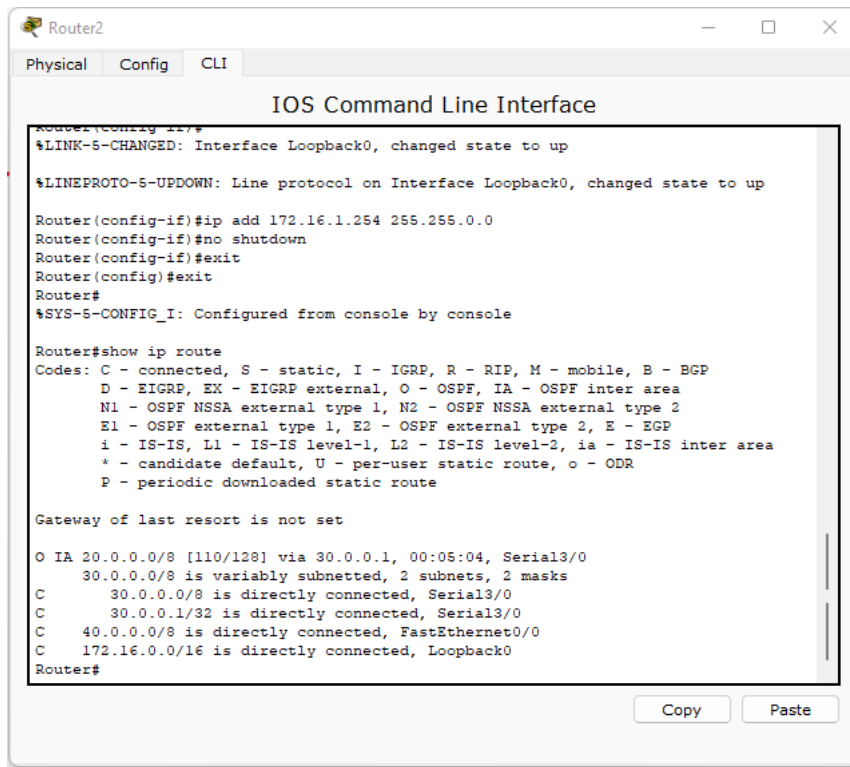 Router2
Physical Config CLI
IOS Command Line Interface
Router(config-if)#
%LINK-5-CHANGED: Interface Loopback0, changed state to up
%LINEPROTO-5-UPDOWN: Line protocol on Interface Loopback0, changed state to up
Router(config-if)#ip add 172.16.1.254 255.255.0.0
Router(config-if)#no shutdown
Router(config-if)#exit
Router(config)#exit
Router#
%SYS-5-CONFIG_I: Configured from console by console
Router#show ip route
Codes: C - connected, S - static, I - IGRP, R - RIP, M - mobile, B - BGP
       D - EIGRP, EX - EIGRP external, O - OSPF, IA - OSPF inter area
       N1 - OSPF NSSA external type 1, N2 - OSPF NSSA external type 2
       E1 - OSPF external type 1, E2 - OSPF external type 2, E - EGP
       i - IS-IS, L1 - IS-IS level-1, L2 - IS-IS level-2, ia - IS-IS inter area
       * - candidate default, U - per-user static route, o - ODR
       P - periodic downloaded static route
Gateway of last resort is not set
O IA 20.0.0.0/8 [110/128] via 30.0.0.1, 00:05:04, Serial3/0
     30.0.0.0/8 is variably subnetted, 2 subnets, 2 masks
C       30.0.0.0/8 is directly connected, Serial3/0
C       30.0.0.1/32 is directly connected, Serial3/0
C    40.0.0.0/8 is directly connected, FastEthernet0/0
C    172.16.0.0/16 is directly connected, Loopback0
Router#
Copy Paste